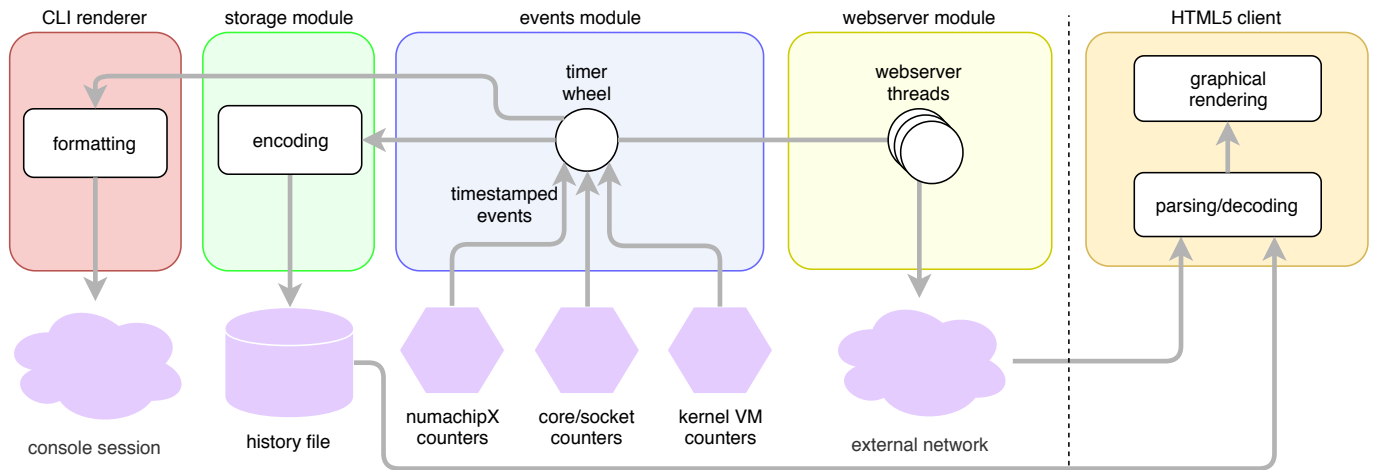 CLI renderer
storage module
events module
webserver module
HTML5 client
timer
wheel
webserver
threads
graphical
rendering
formatting
encoding
timestamped
events
parsing/decoding
numachipX
counters
core/socket
counters
kernel VM
counters
console session
history file
external network